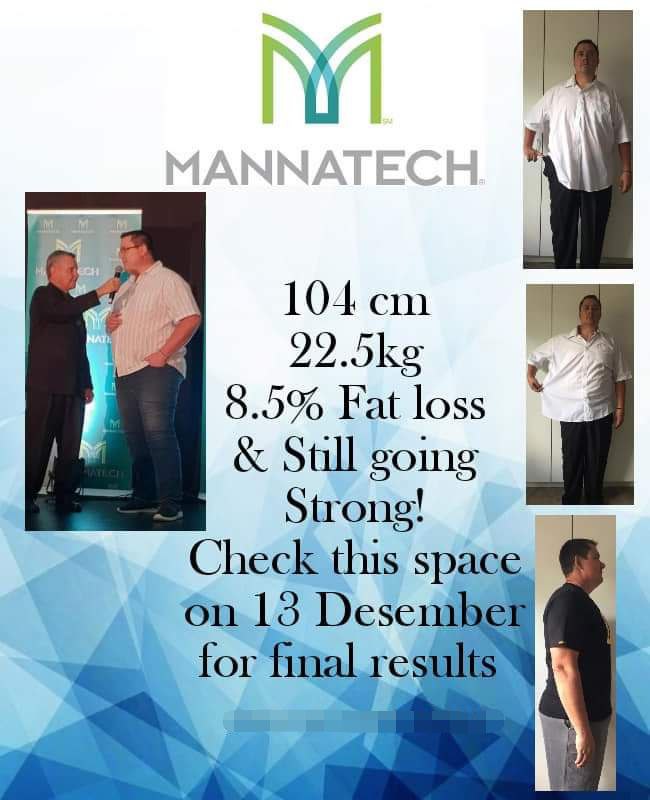 MANNATECH
104 cm
22.5kg
8.5% Fat loss
& Still going
Strong!
Check this space
on 13 Desember
for final results